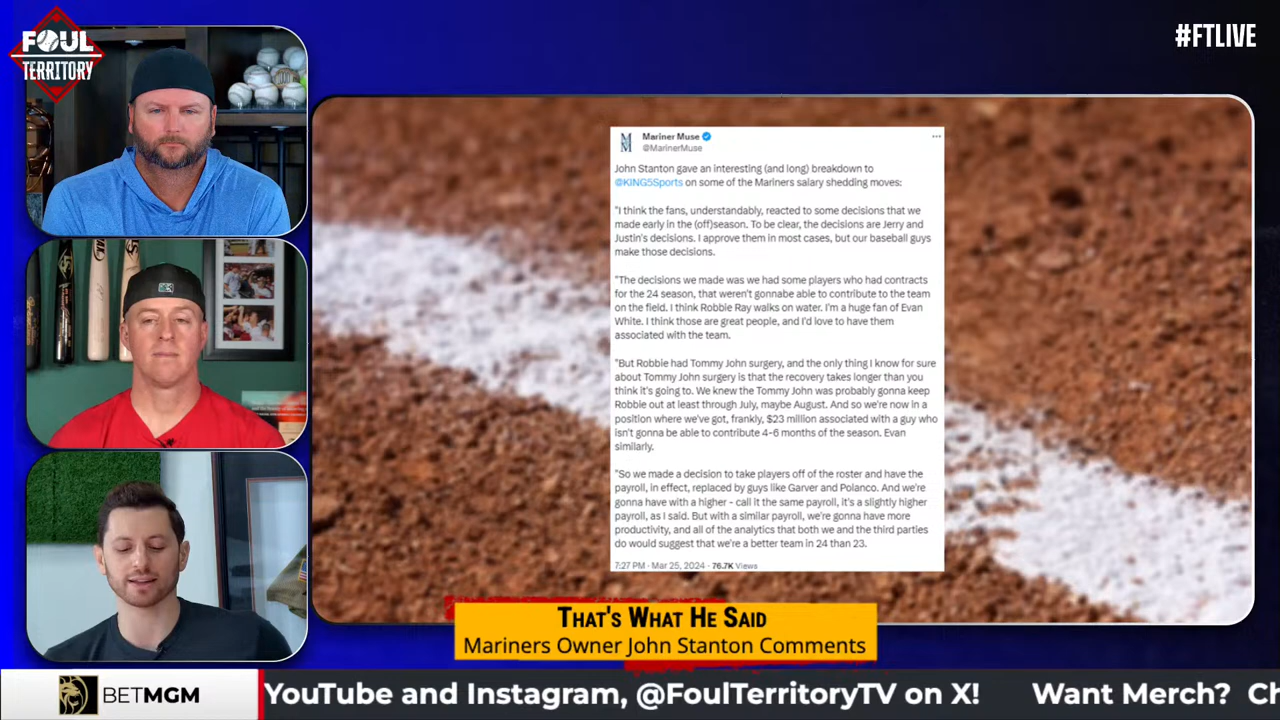 FOUL
TERRITORY
#FTLIVE
Mariner Muse
@MarinerMuse
John Stanton gave an interesting (and long) breakdown to
@KING5Sports on some of the Mariners salary shedding moves:
"I think the fans, understandably, reacted to some decisions that we
made early in the (off)season. To be clear, the decisions are Jerry and
Justin's decisions. I approve them in most cases, but our baseball guys
make those decisions.
"The decisions we made was we had some players who had contracts
for the 24 season, that weren't gonnabe able to contribute to the team
on the field. I think Robbie Ray walks on water. I'm a huge fan of Evan
White. I think those are great people, and I'd love to have them
associated with the team.
"But Robbie had Tommy John surgery, and the only thing I know for sure
about Tommy John surgery is that the recovery takes longer than you
think it's going to. We knew the Tommy John was probably gonna keep
Robbie out at least through July, maybe August. And so we're now in a
position where we've got, frankly, $23 million associated with a guy who
isn't gonna be able to contribute 4-6 months of the season. Evan
similarly.
"So we made a decision to take players off of the roster and have the
payroll, in effect, replaced by guys like Garver and Polanco. And we're
gonna have with a higher - call it the same payroll, it's a slightly higher
payroll, as I said. But with a similar payroll, we're gonna have more
productivity, and all of the analytics that both we and the third parties
do would suggest that we're a better team in 24 than 23.
7:27 PM · Mar 25, 2024 · 76.7K Views
THAT'S WHAT HE SAID
Mariners Owner John Stanton Comments
BETMGM
YouTube and Instagram, @FoulTerritoryTV on X! Want Merch? Ch